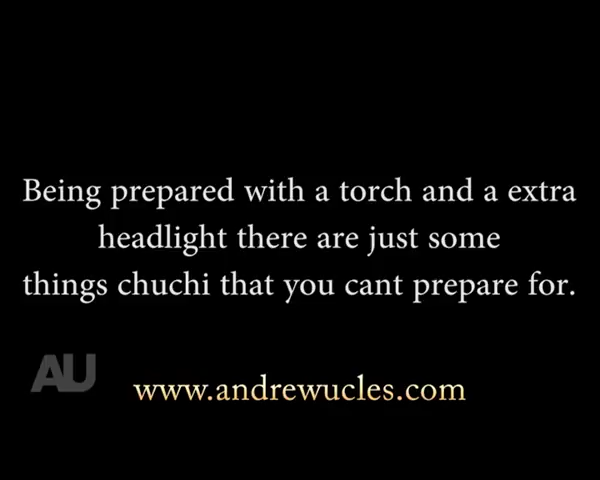 Being prepared with a torch and a extra
headlight there are just some
things chuchi that you cant prepare for.
AU
www.andrewucles.com